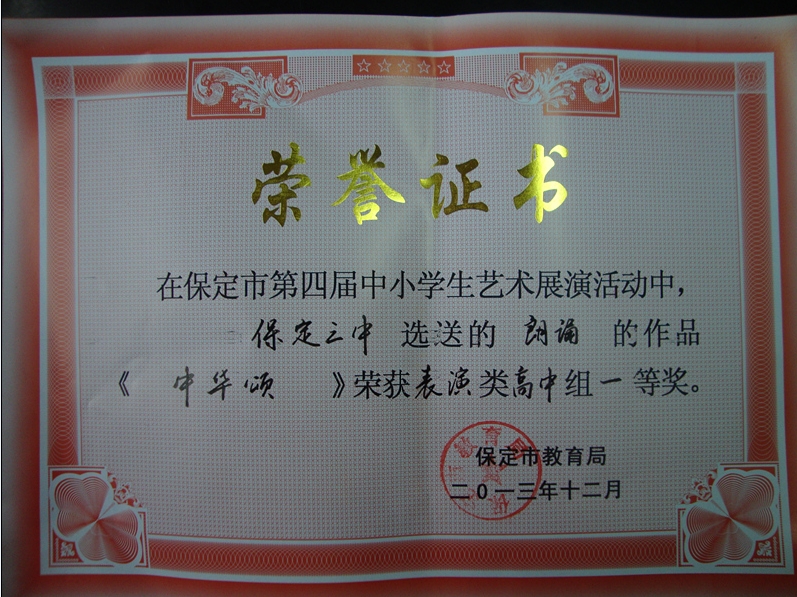 荣誉证书
在保定市第四届中小学生艺术展演活动中，
保定三中 选送的 朗诵 的作品
《 中华颂 》荣获表演类高中组一等奖。
保定市教育局
二〇一三年十二月